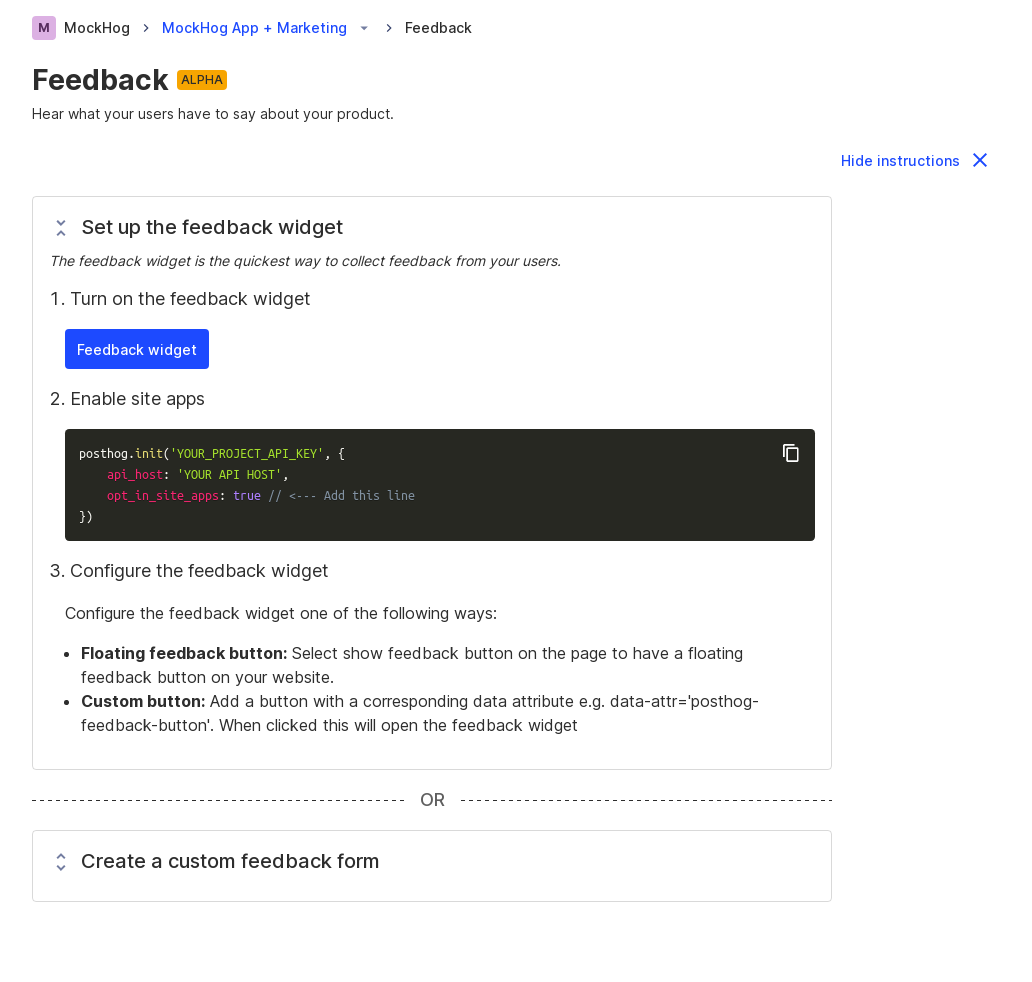 M MockHog MockHog App + Marketing Feedback
Feedback ALPHA
Hear what your users have to say about your product.
Hide instructions
Set up the feedback widget
The feedback widget is the quickest way to collect feedback from your users.
1. Turn on the feedback widget
Feedback widget
2. Enable site apps
posthog.init('YOUR_PROJECT_API_KEY', {
    api_host: 'YOUR API HOST',
    opt_in_site_apps: true // <--- Add this line
})
3. Configure the feedback widget
Configure the feedback widget one of the following ways:
• Floating feedback button: Select show feedback button on the page to have a floating
feedback button on your website.
• Custom button: Add a button with a corresponding data attribute e.g. data-attr='posthog-
feedback-button'. When clicked this will open the feedback widget
OR
Create a custom feedback form